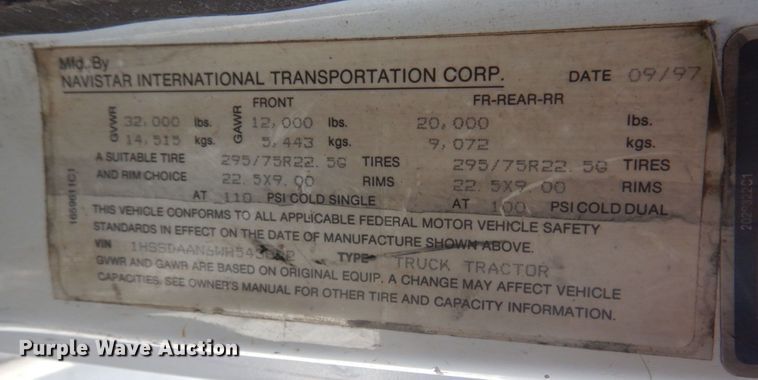 Mfd. By
NAVISTAR INTERNATIONAL TRANSPORTATION CORP. DATE 09/97
FRONT FR-REAR-RR
GVWR 32,000 lbs. GAWR 12,000 lbs. 20,000 lbs.
14,515 kgs. 5,443 kgs. 9,072 kgs.
A SUITABLE TIRE 295/75R22.5G TIRES 295/75R22.5G TIRES
AND RIM CHOICE 22.5X9.00 RIMS 22.5X9.00 RIMS
AT 110 PSI COLD SINGLE AT 100 PSI COLD DUAL
THIS VEHICLE CONFORMS TO ALL APPLICABLE FEDERAL MOTOR VEHICLE SAFETY
STANDARDS IN EFFECT ON THE DATE OF MANUFACTURE SHOWN ABOVE.
VIN TYPE TRUCK TRACTOR
GVWR AND GAWR ARE BASED ON ORIGINAL EQUIP. A CHANGE MAY AFFECT VEHICLE
CAPACITIES. SEE OWNER'S MANUAL FOR OTHER TIRE AND CAPACITY INFORMATION.
1659611C1
Purple Wave Auction